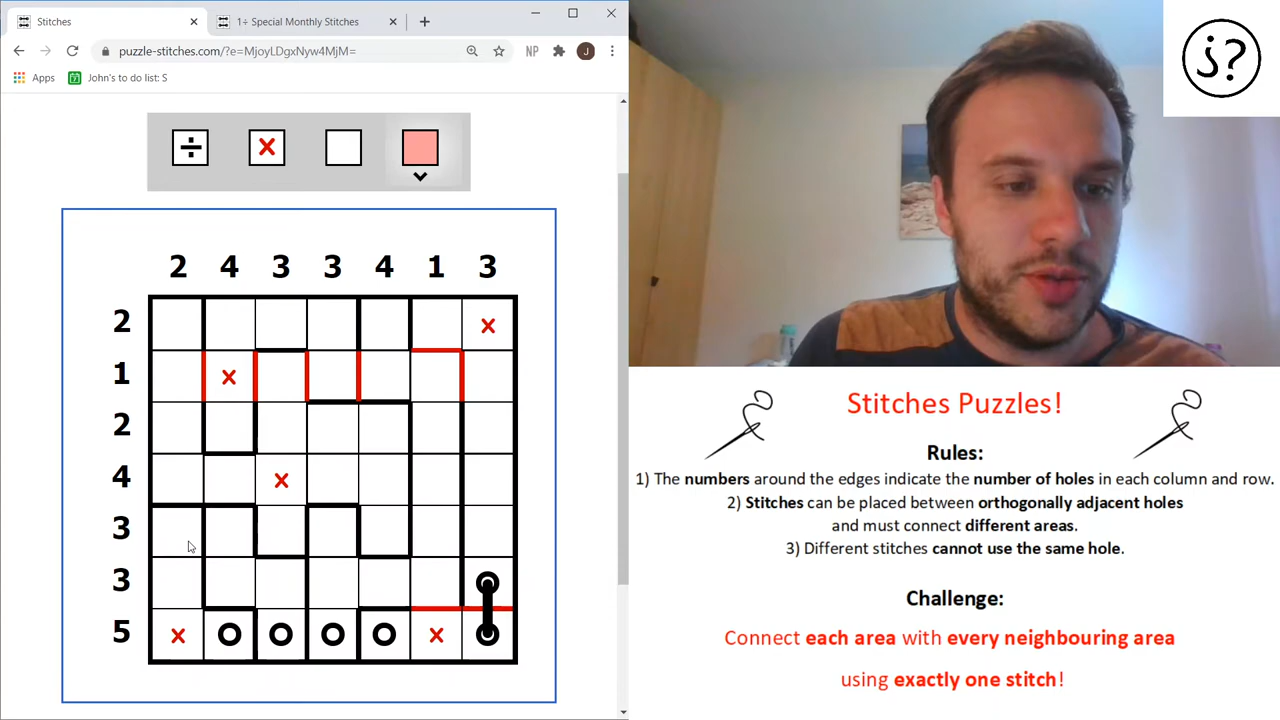 Stitches
1÷ Special Monthly Stitches
puzzle-stitches.com/?e=MjoyLDgxNyw4MjM=
NP
J
Apps
John's to do list: S
j?
2 4 3 3 4 1 3
2
1
2
4
3
3
5
Stitches Puzzles!
Rules:
1) The numbers around the edges indicate the number of holes in each column and row.
2) Stitches can be placed between orthogonally adjacent holes
and must connect different areas.
3) Different stitches cannot use the same hole.
Challenge:
Connect each area with every neighbouring area
using exactly one stitch!